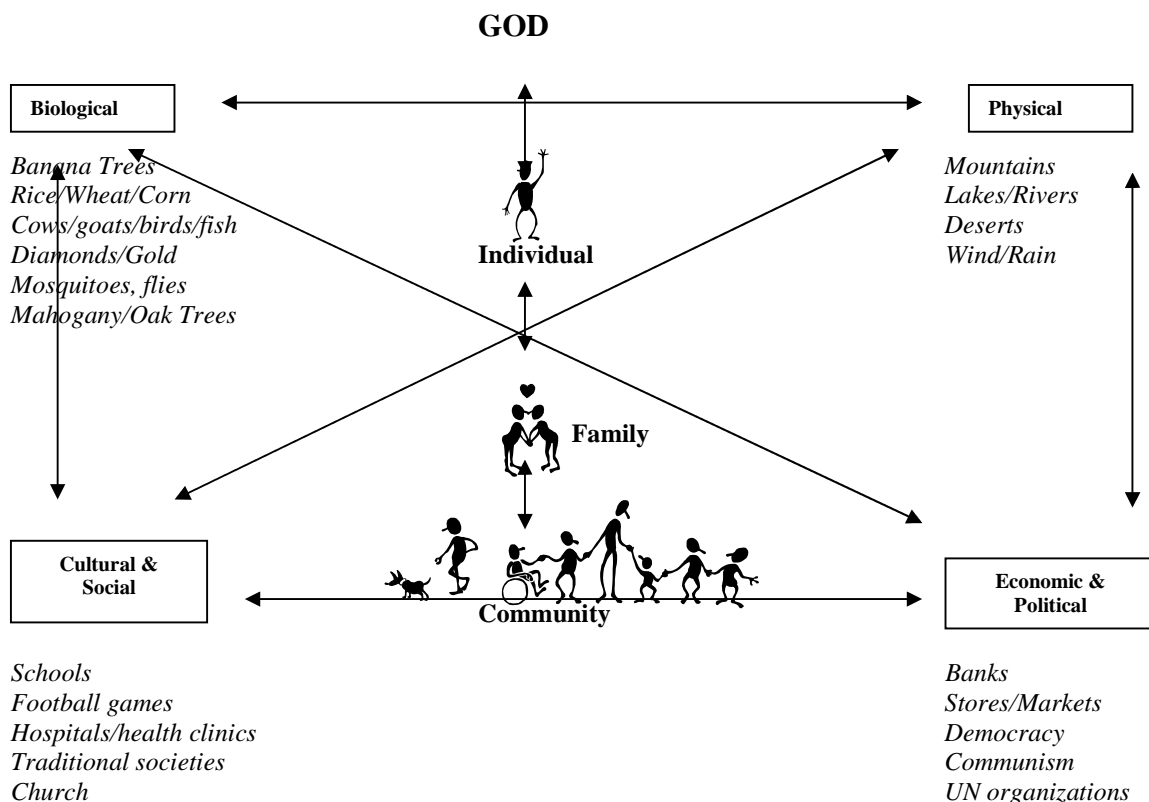 GOD
Biological
Physical
Banana Trees
Rice/Wheat/Corn
Cows/goats/birds/fish
Diamonds/Gold
Mosquitoes, flies
Mahogany/Oak Trees
Mountains
Lakes/Rivers
Deserts
Wind/Rain
Individual
Family
Cultural &
Social
Community
Economic &
Political
Schools
Football games
Hospitals/health clinics
Traditional societies
Church
Banks
Stores/Markets
Democracy
Communism
UN organizations